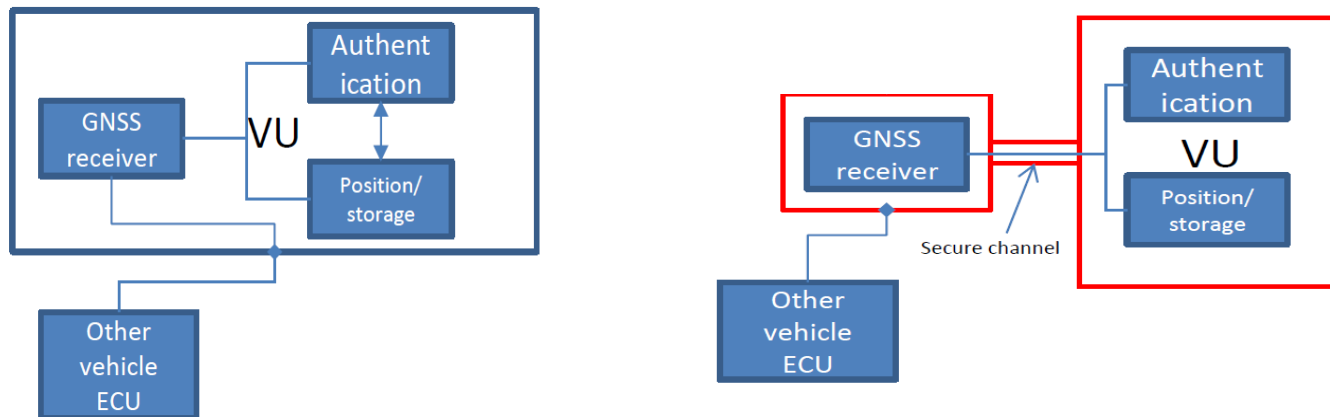 Authent
ication
GNSS
receiver
VU
Position/
storage
Other
vehicle
ECU
Authent
ication
GNSS
receiver
VU
Position/
storage
Secure channel
Other
vehicle
ECU